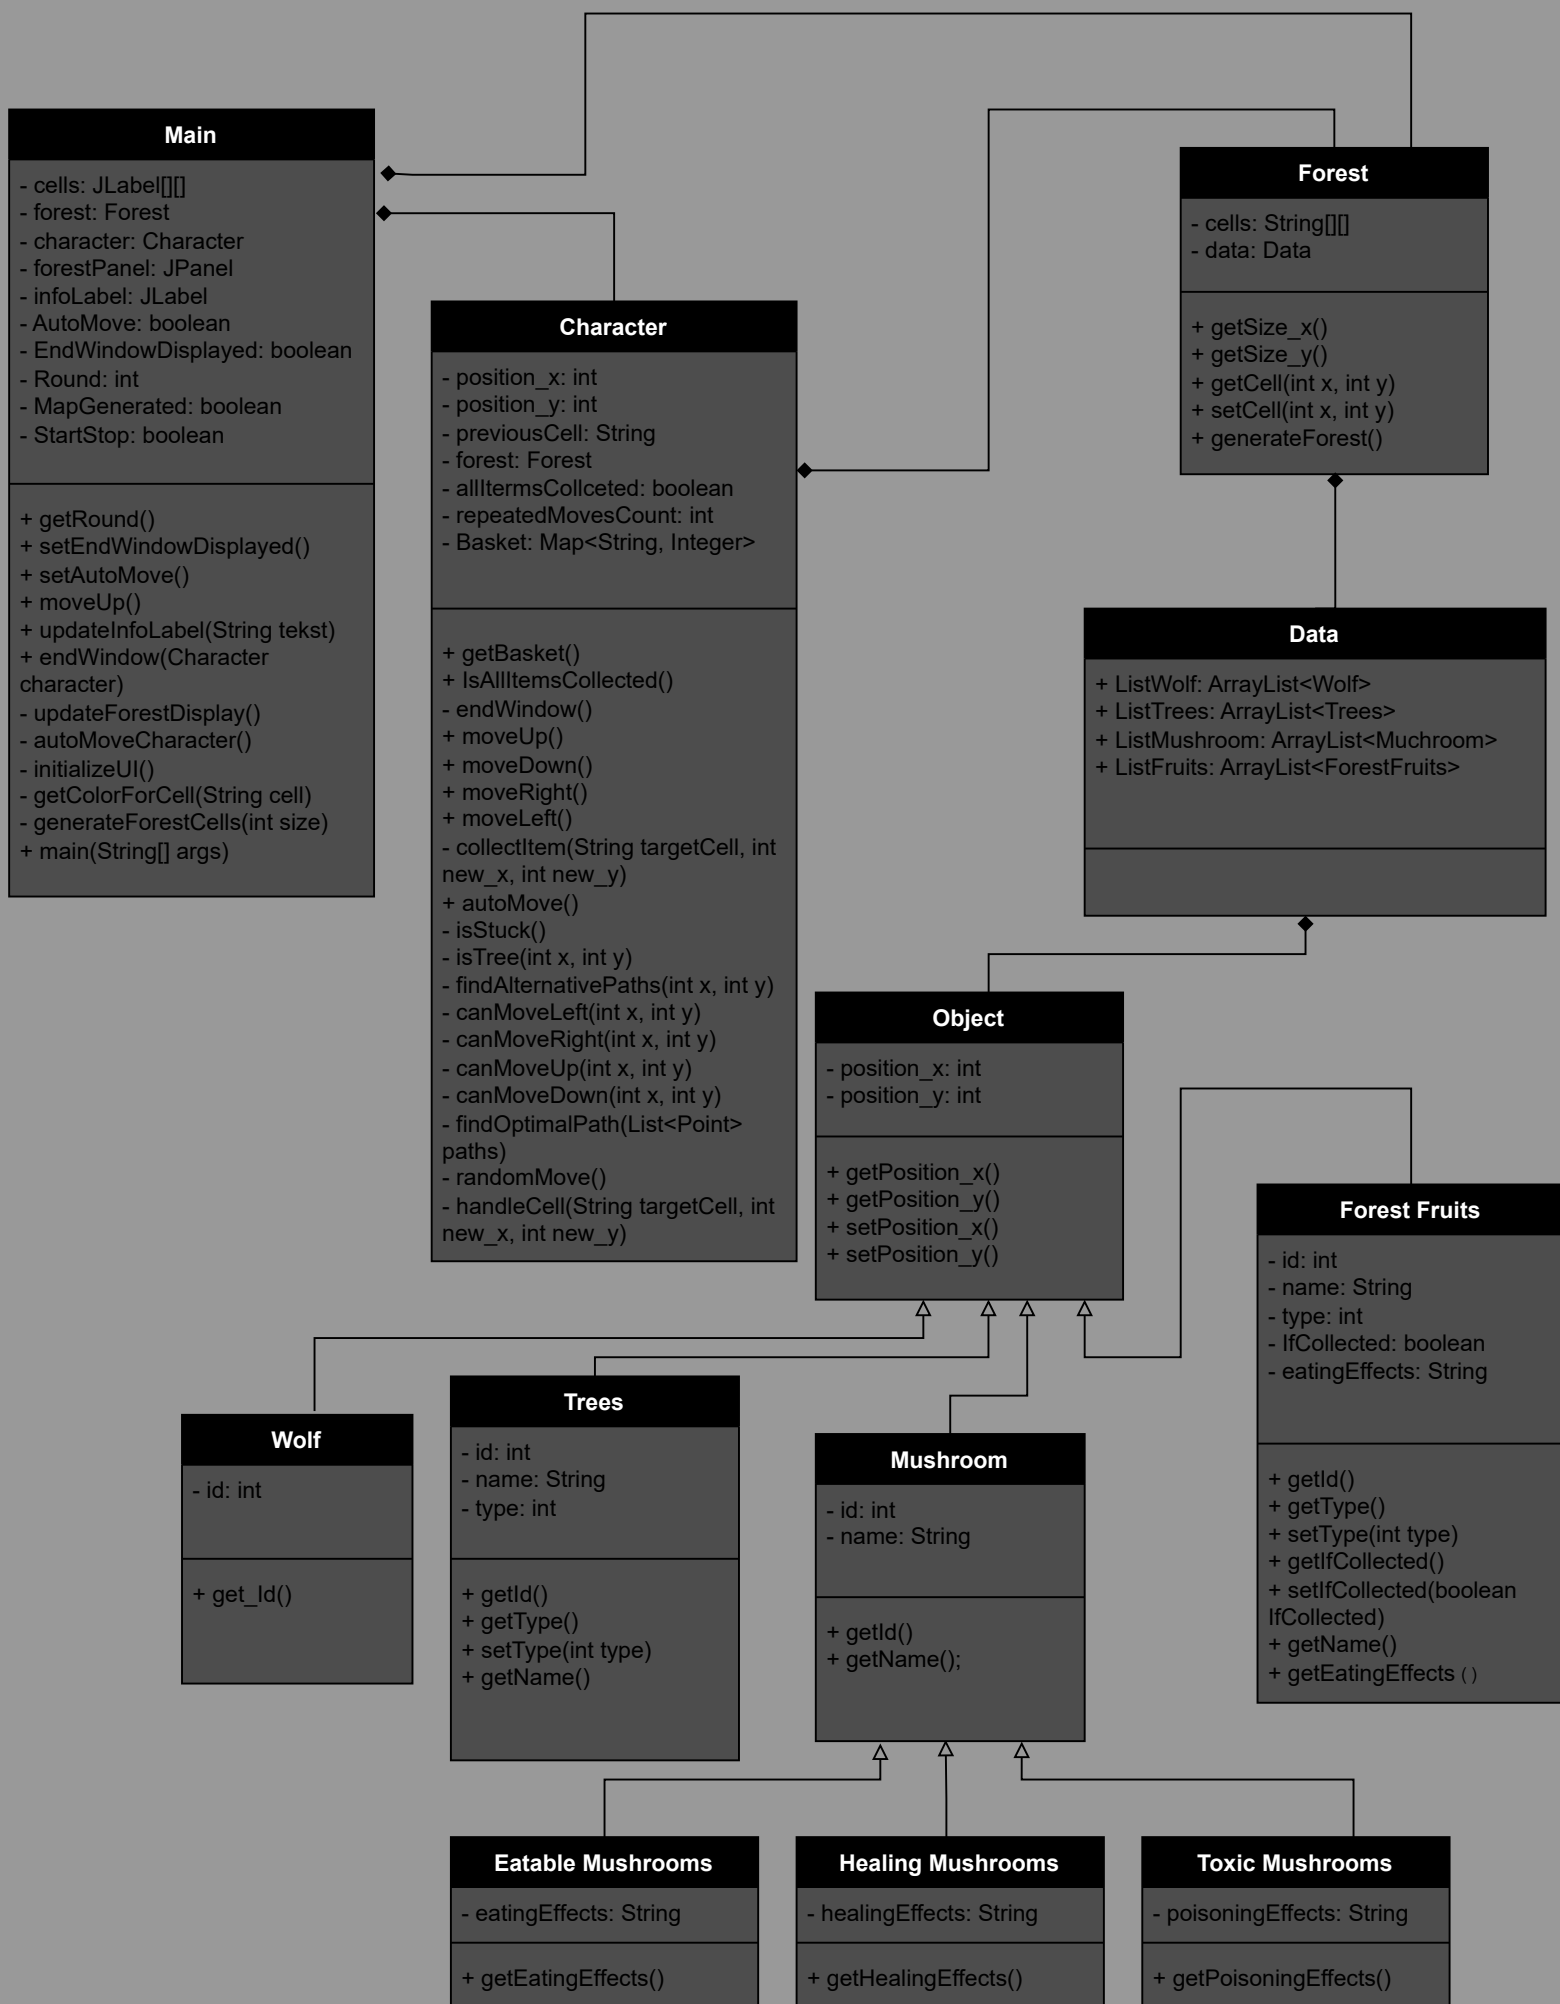 Main
- cells: JLabel[][]
- forest: Forest
- character: Character
- forestPanel: JPanel
- infoLabel: JLabel
- AutoMove: boolean
- EndWindowDisplayed: boolean
- Round: int
- MapGenerated: boolean
- StartStop: boolean
+ getRound()
+ setEndWindowDisplayed()
+ setAutoMove()
+ moveUp()
+ updateInfoLabel(String tekst)
+ endWindow(Character
character)
- updateForestDisplay()
- autoMoveCharacter()
- initializeUI()
- getColorForCell(String cell)
- generateForestCells(int size)
+ main(String[] args)
Character
- position_x: int
- position_y: int
- previousCell: String
- forest: Forest
- allItermsCollceted: boolean
- repeatedMovesCount: int
- Basket: Map<String, Integer>
+ getBasket()
+ IsAllItemsCollected()
- endWindow()
+ moveUp()
+ moveDown()
+ moveRight()
+ moveLeft()
- collectItem(String targetCell, int
new_x, int new_y)
+ autoMove()
- isStuck()
- isTree(int x, int y)
- findAlternativePaths(int x, int y)
- canMoveLeft(int x, int y)
- canMoveRight(int x, int y)
- canMoveUp(int x, int y)
- canMoveDown(int x, int y)
- findOptimalPath(List<Point>
paths)
- randomMove()
- handleCell(String targetCell, int
new_x, int new_y)
Forest
- cells: String[][]
- data: Data
+ getSize_x()
+ getSize_y()
+ getCell(int x, int y)
+ setCell(int x, int y)
+ generateForest()
Data
+ ListWolf: ArrayList<Wolf>
+ ListTrees: ArrayList<Trees>
+ ListMushroom: ArrayList<Muchroom>
+ ListFruits: ArrayList<ForestFruits>
Object
- position_x: int
- position_y: int
+ getPosition_x()
+ getPosition_y()
+ setPosition_x()
+ setPosition_y()
Forest Fruits
- id: int
- name: String
- type: int
- IfCollected: boolean
- eatingEffects: String
+ getId()
+ getType()
+ setType(int type)
+ getIfCollected()
+ setIfCollected(boolean
IfCollected)
+ getName()
+ getEatingEffects ( )
Wolf
- id: int
+ get_Id()
Trees
- id: int
- name: String
- type: int
+ getId()
+ getType()
+ setType(int type)
+ getName()
Mushroom
- id: int
- name: String
+ getId()
+ getName();
Eatable Mushrooms
- eatingEffects: String
+ getEatingEffects()
Healing Mushrooms
- healingEffects: String
+ getHealingEffects()
Toxic Mushrooms
- poisoningEffects: String
+ getPoisoningEffects()